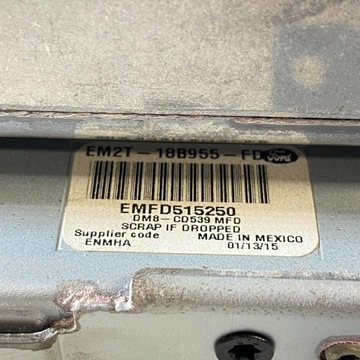 EM2T-18B955-FD Ford
EMFD515250
DM8-CD539 MFD
SCRAP IF DROPPED
Supplier code MADE IN MEXICO
ENMHA 01/13/15